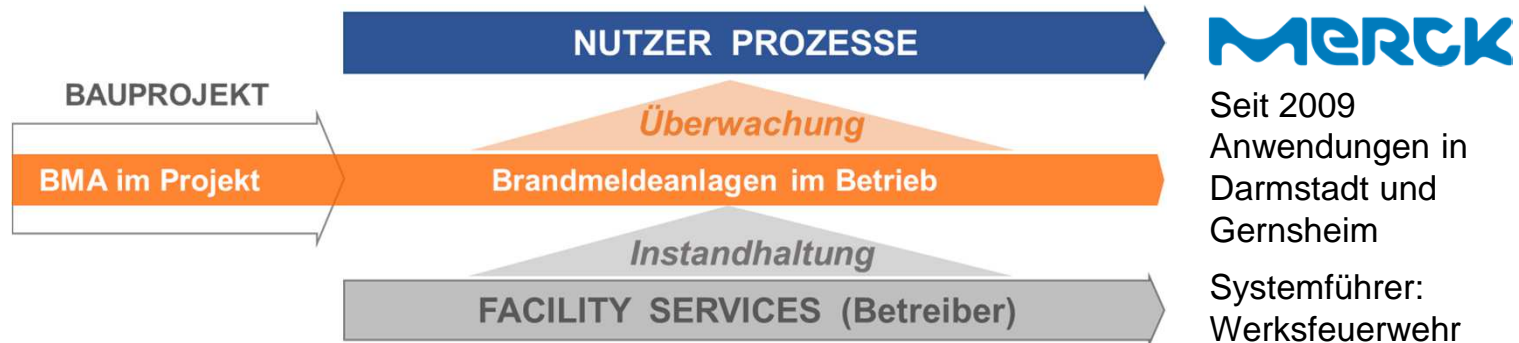 NUTZER PROZESSE
BAUPROJEKT
Überwachung
BMA im Projekt
Brandmeldeanlagen im Betrieb
Instandhaltung
FACILITY SERVICES (Betreiber)
MERCK
Seit 2009
Anwendungen in
Darmstadt und
Gernsheim
Systemführer:
Werksfeuerwehr